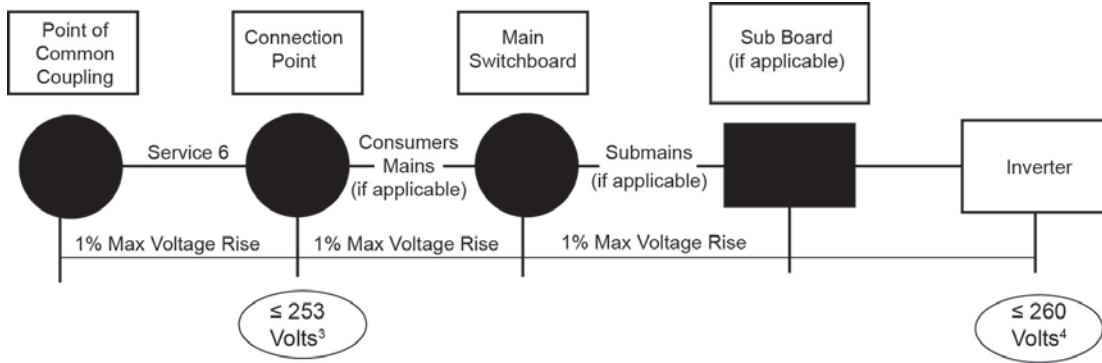 Point of
Common
Coupling
Connection
Point
Main
Switchboard
Sub Board
(if applicable)
Service 6
Consumers
Mains
(if applicable)
Submains
(if applicable)
Inverter
1% Max Voltage Rise
1% Max Voltage Rise
1% Max Voltage Rise
≤ 253
Volts³
≤ 260
Volts⁴